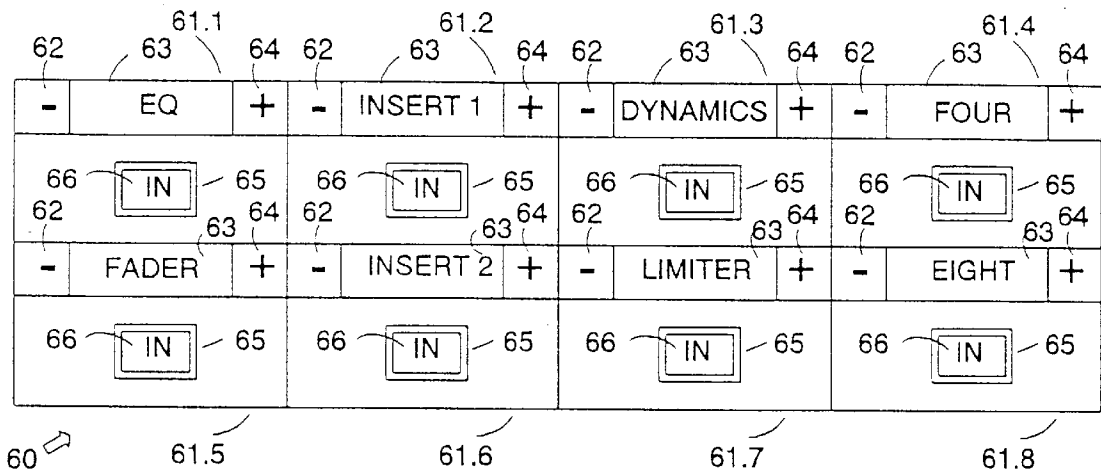 61.1 61.2 61.3 61.4
62 63 64 62 63 64 62 63 64 62 63 64
- EQ + - INSERT 1 + - DYNAMICS + - FOUR +
66 IN 65 66 IN 65 66 IN 65 66 IN 65
62 63 64 62 63 64 62 63 64 62 63 64
- FADER + - INSERT 2 + - LIMITER + - EIGHT +
66 IN 65 66 IN 65 66 IN 65 66 IN 65
60 61.5 61.6 61.7 61.8